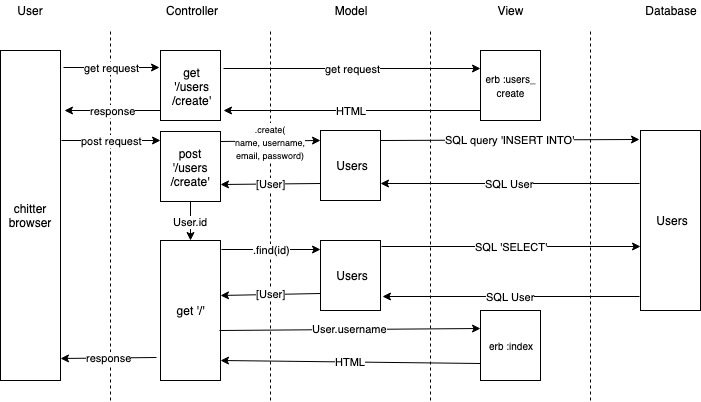 User
Controller
Model
View
Database
get request
get
'/users
/create'
get request
erb :users_
create
response
HTML
post request
post
'/users
/create'
.create(
name, username,
email, password)
Users
SQL query 'INSERT INTO'
[User]
SQL User
chitter
browser
Users
User.id
get '/'
.find(id)
Users
SQL 'SELECT'
[User]
SQL User
User.username
erb :index
response
HTML